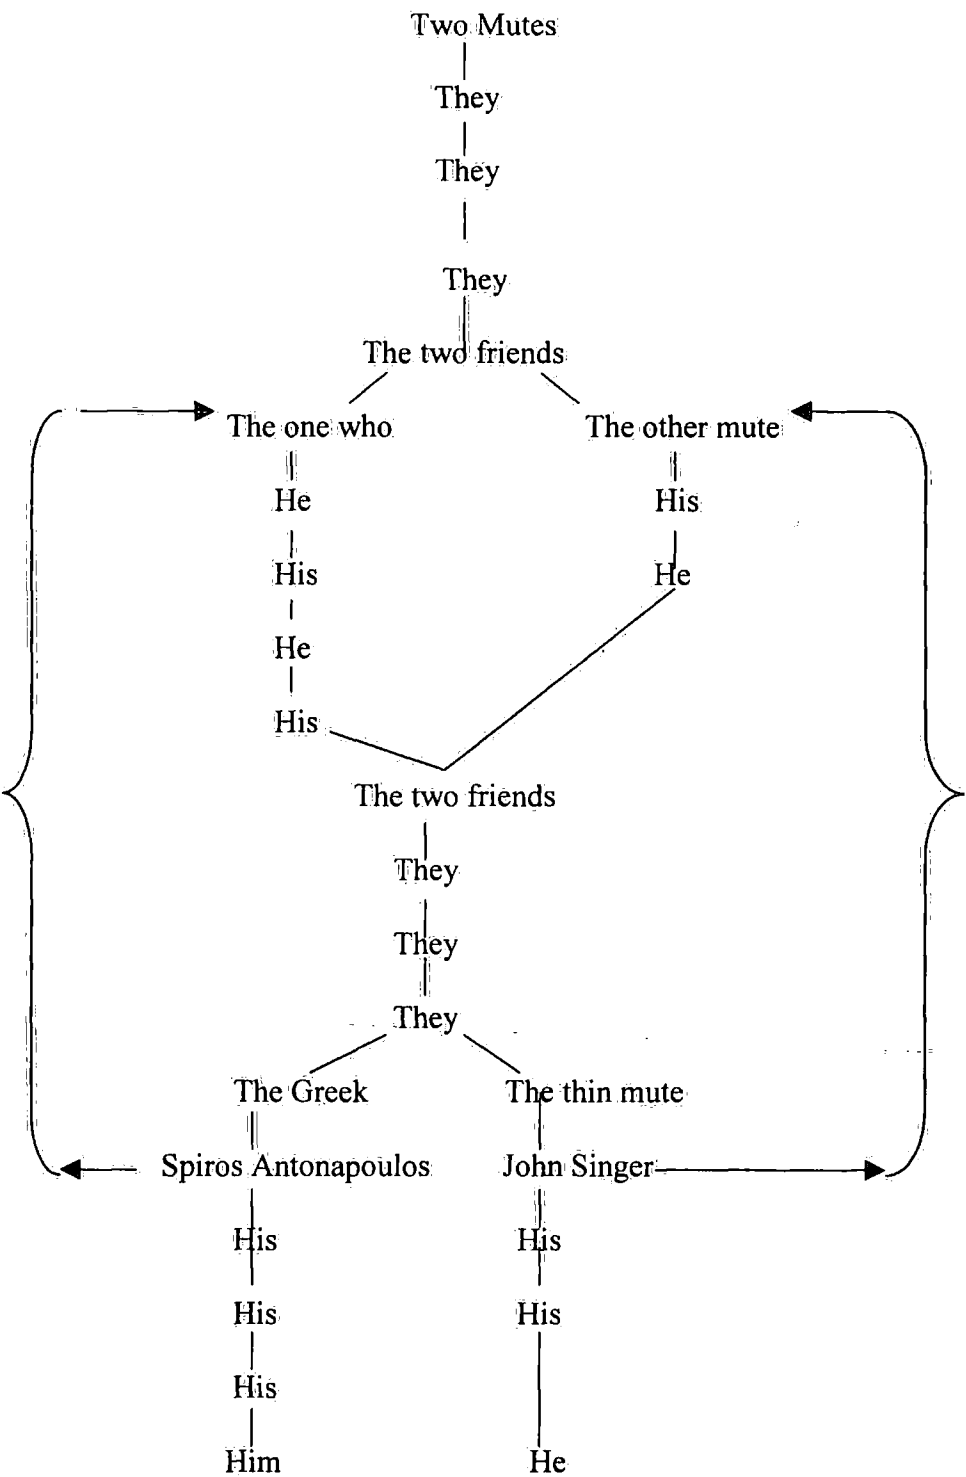 Two Mutes
They
They
They
The two friends
The one who The other mute
He His
His He
He
His
The two friends
They
They
They
The Greek The thin mute
Spiros Antonapoulos John Singer
His His
His His
His
Him He